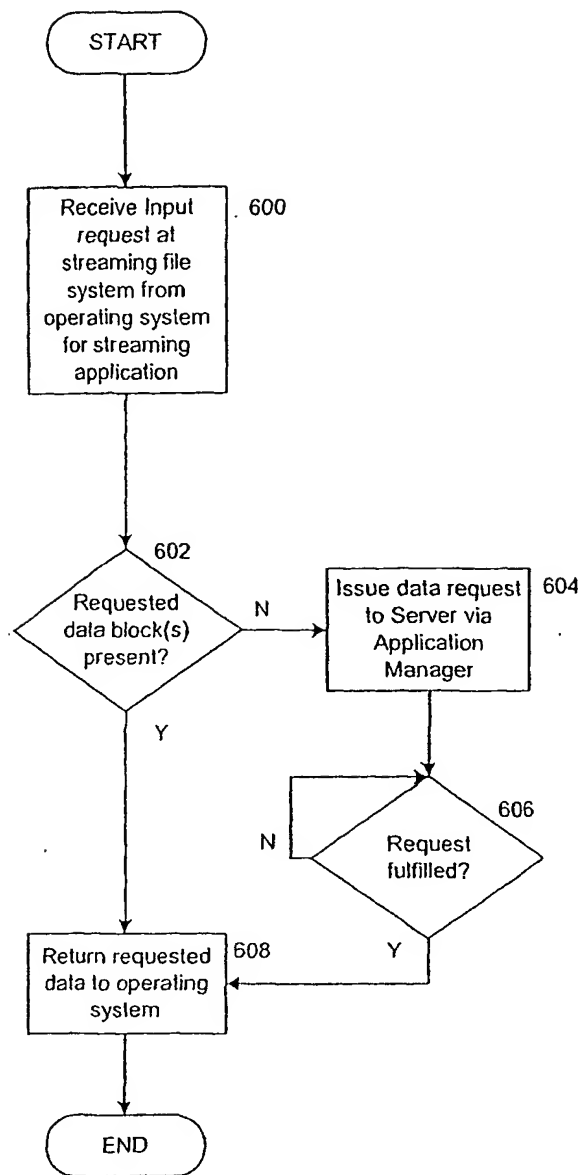 START
Receive Input
request at
streaming file
system from
operating system
for streaming
application
600
602
Requested
data block(s)
present?
N
Y
Issue data request
to Server via
Application
Manager
604
606
Request
fulfilled?
N
Y
Return requested
data to operating
system
608
END